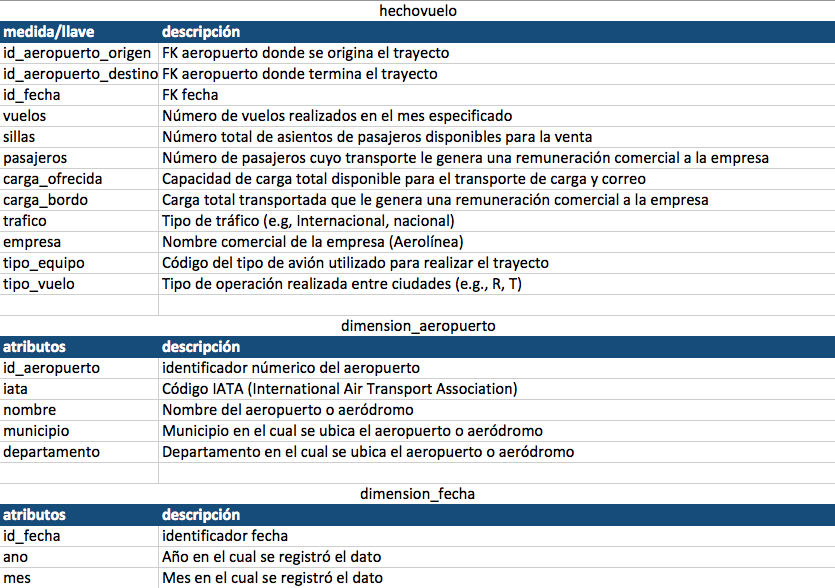 hechovuelo
medida/llave descripción
id_aeropuerto_origen FK aeropuerto donde se origina el trayecto
id_aeropuerto_destino FK aeropuerto donde termina el trayecto
id_fecha FK fecha
vuelos Número de vuelos realizados en el mes especificado
sillas Número total de asientos de pasajeros disponibles para la venta
pasajeros Número de pasajeros cuyo transporte le genera una remuneración comercial a la empresa
carga_ofrecida Capacidad de carga total disponible para el transporte de carga y correo
carga_bordo Carga total transportada que le genera una remuneración comercial a la empresa
trafico Tipo de tráfico (e.g, Internacional, nacional)
empresa Nombre comercial de la empresa (Aerolínea)
tipo_equipo Código del tipo de avión utilizado para realizar el trayecto
tipo_vuelo Tipo de operación realizada entre ciudades (e.g., R, T)
dimension_aeropuerto
atributos descripción
id_aeropuerto identificador númerico del aeropuerto
iata Código IATA (International Air Transport Association)
nombre Nombre del aeropuerto o aeródromo
municipio Municipio en el cual se ubica el aeropuerto o aeródromo
departamento Departamento en el cual se ubica el aeropuerto o aeródromo
dimension_fecha
atributos descripción
id_fecha identificador fecha
ano Año en el cual se registró el dato
mes Mes en el cual se registró el dato